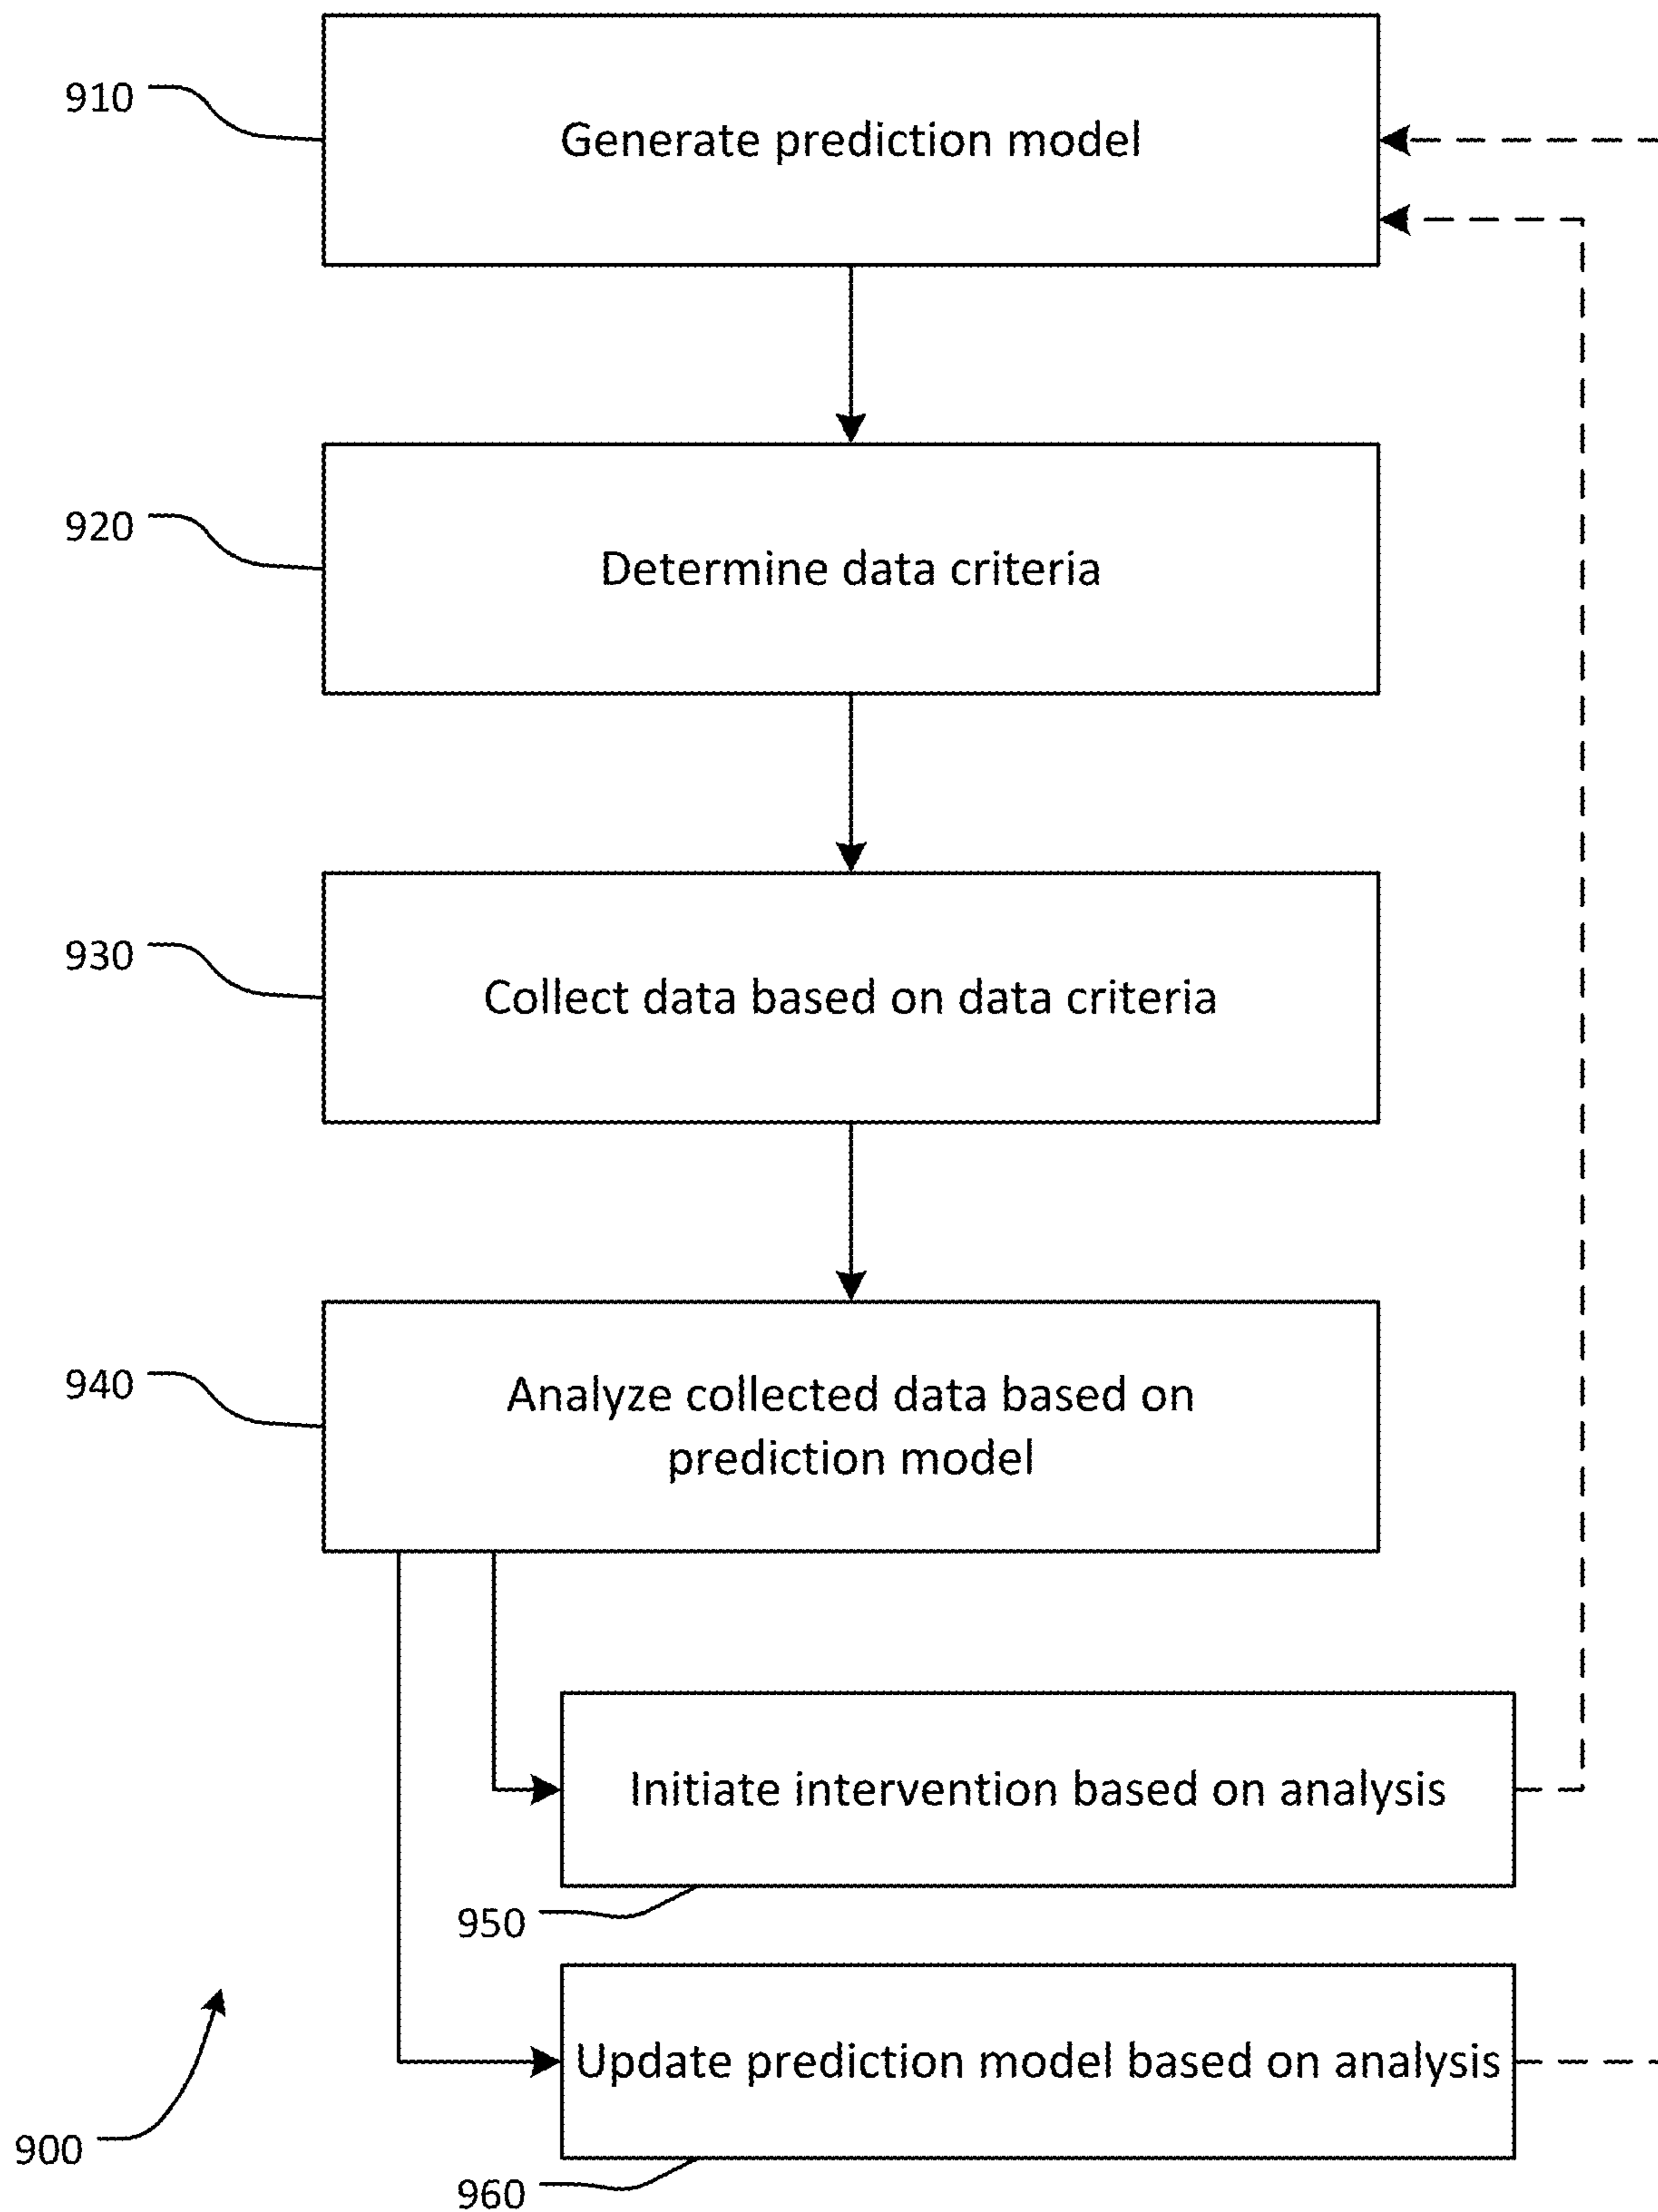 910
Generate prediction model
920
Determine data criteria
930
Collect data based on data criteria
940
Analyze collected data based on
prediction model
Initiate intervention based on analysis
950
Update prediction model based on analysis
900
960